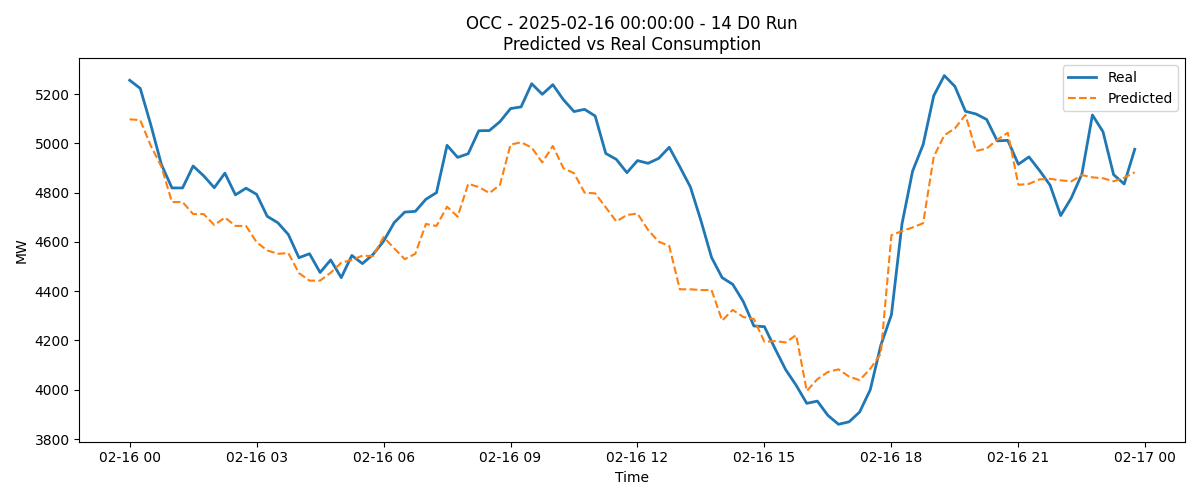 OCC - 2025-02-16 00:00:00 - 14 D0 Run
Predicted vs Real Consumption
Real
Predicted
MW
5200
5000
4800
4600
4400
4200
4000
3800
02-16 00
02-16 03
02-16 06
02-16 09
02-16 12
02-16 15
02-16 18
02-16 21
02-17 00
Time